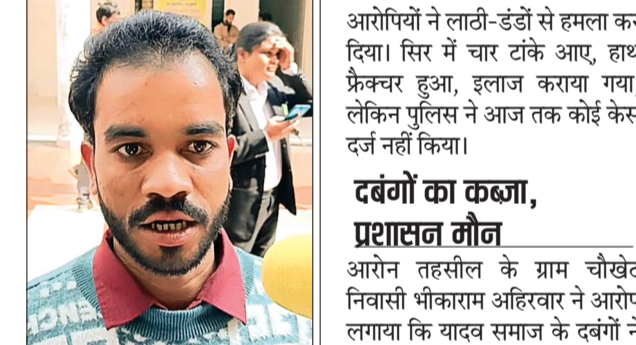 आरोपियों ने लाठी-डंडों से हमला कर
दिया। सिर में चार टांके आए, हाथ
फ्रैक्चर हुआ, इलाज कराया गया,
लेकिन पुलिस ने आज तक कोई केस
दर्ज नहीं किया।
दबंगों का कब्ज़ा,
प्रशासन मौन
आरोन तहसील के ग्राम चौखेट
निवासी भीकाराम अहिरवार ने आरोप
लगाया कि यादव समाज के दबंगों ने